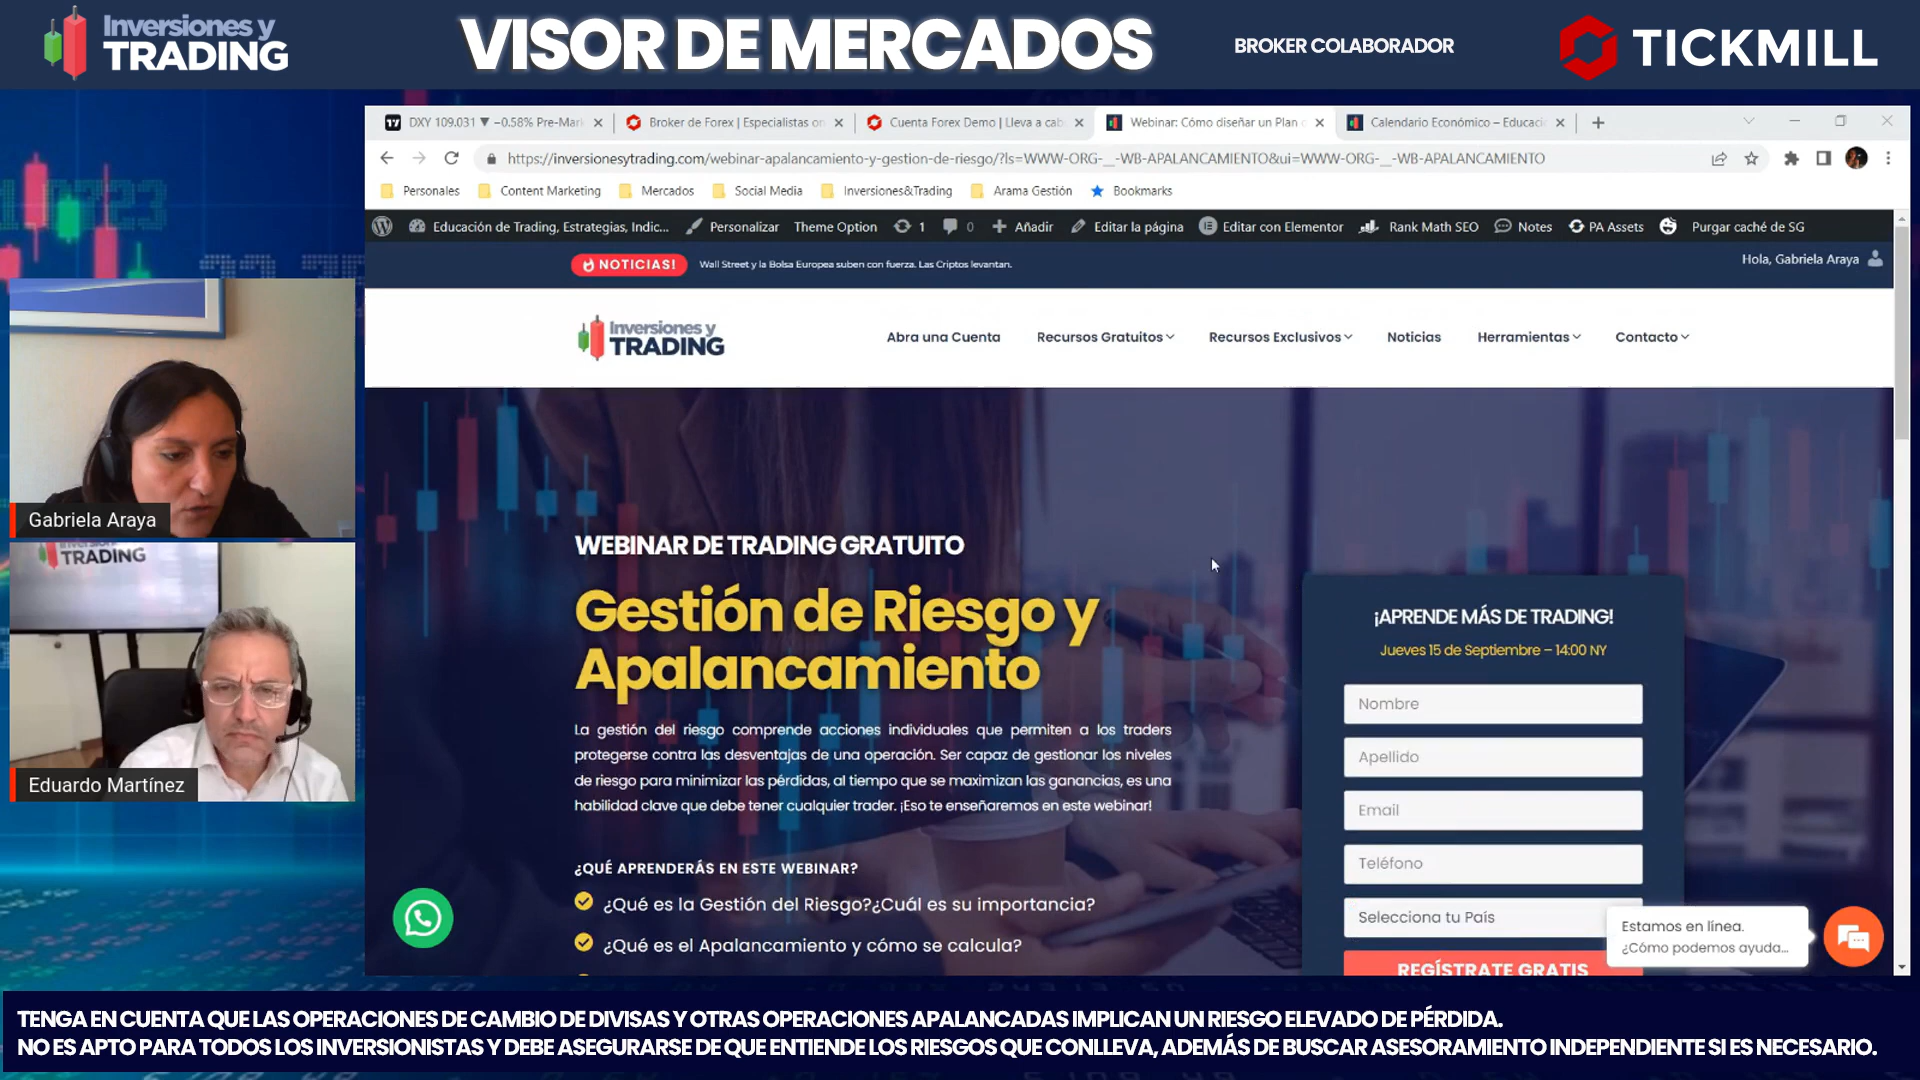 Inversiones y
TRADING
VISOR DE MERCADOS
BROKER COLABORADOR
TICKMILL
DXY 109.031 ▼ −0.58% Pre-Mar
Broker de Forex | Especialistas on
Cuenta Forex Demo | Lleva a cab
Webinar: Cómo diseñar un Plan
Calendario Económico – Educaci
https://inversionesytrading.com/webinar-apalancamiento-y-gestion-de-riesgo/?ls=WWW-ORG-__-WB-APALANCAMIENTO&ui=WWW-ORG-__-WB-APALANCAMIENTO
Personales
Content Marketing
Mercados
Social Media
Inversiones&Trading
Arama Gestión
Bookmarks
Educación de Trading, Estrategias, Indic...
Personalizar
Theme Option
1
0
Añadir
Editar la página
Editar con Elementor
Rank Math SEO
Notes
PA Assets
Purgar caché de SG
NOTICIAS!
Wall Street y la Bolsa Europea suben con fuerza. Las Criptos levantan.
Hola, Gabriela Araya
Inversiones y
TRADING
Abra una Cuenta
Recursos Gratuitos
Recursos Exclusivos
Noticias
Herramientas
Contacto
WEBINAR DE TRADING GRATUITO
Gestión de Riesgo y
Apalancamiento
La gestión del riesgo comprende acciones individuales que permiten a los traders
protegerse contra las desventajas de una operación. Ser capaz de gestionar los niveles
de riesgo para minimizar las pérdidas, al tiempo que se maximizan las ganancias, es una
habilidad clave que debe tener cualquier trader. ¡Eso te enseñaremos en este webinar!
¿QUÉ APRENDERÁS EN ESTE WEBINAR?
¿Qué es la Gestión del Riesgo?¿Cuál es su importancia?
¿Qué es el Apalancamiento y cómo se calcula?
¡APRENDE MÁS DE TRADING!
Jueves 15 de Septiembre – 14:00 NY
Nombre
Apellido
Email
Teléfono
Selecciona tu País
REGÍSTRATE GRATIS
Estamos en línea.
¿Cómo podemos ayuda...
Gabriela Araya
TRADING
Eduardo Martínez
TENGA EN CUENTA QUE LAS OPERACIONES DE CAMBIO DE DIVISAS Y OTRAS OPERACIONES APALANCADAS IMPLICAN UN RIESGO ELEVADO DE PÉRDIDA.
NO ES APTO PARA TODOS LOS INVERSIONISTAS Y DEBE ASEGURARSE DE QUE ENTIENDE LOS RIESGOS QUE CONLLEVA, ADEMÁS DE BUSCAR ASESORAMIENTO INDEPENDIENTE SI ES NECESARIO.